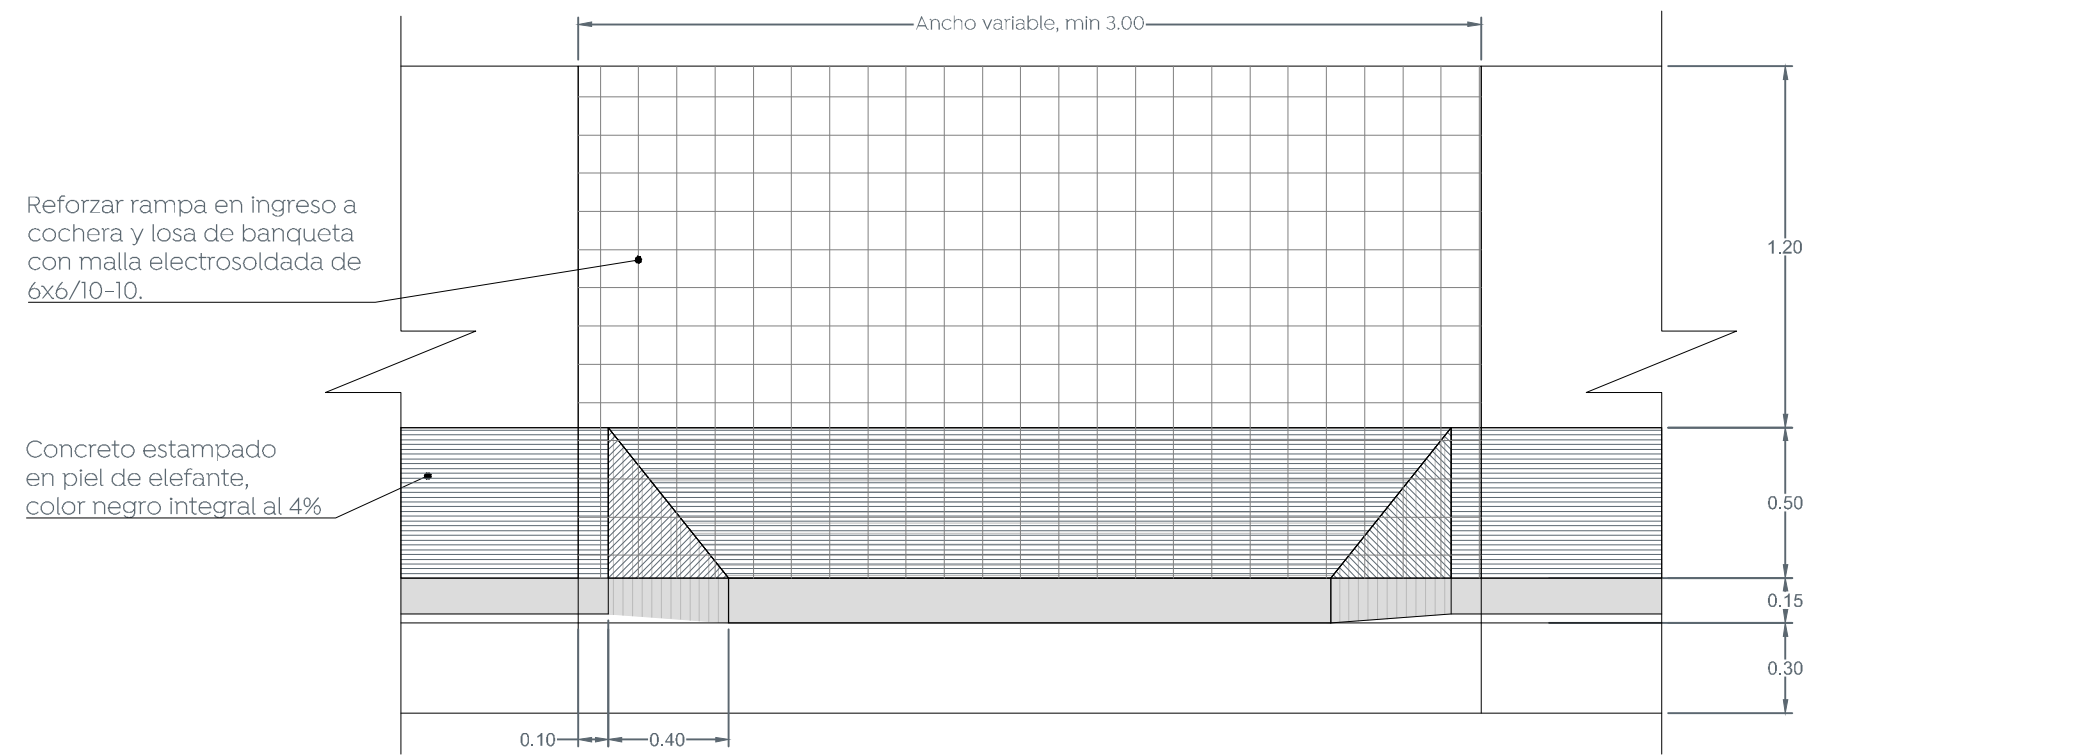 Ancho variable, min 3.00
Reforzar rampa en ingreso a
cochera y losa de banqueta
con malla electrosoldada de
6x6/10-10.
1.20
Concreto estampado
en piel de elefante,
color negro integral al 4%
0.50
0.15
0.30
0.10
0.40